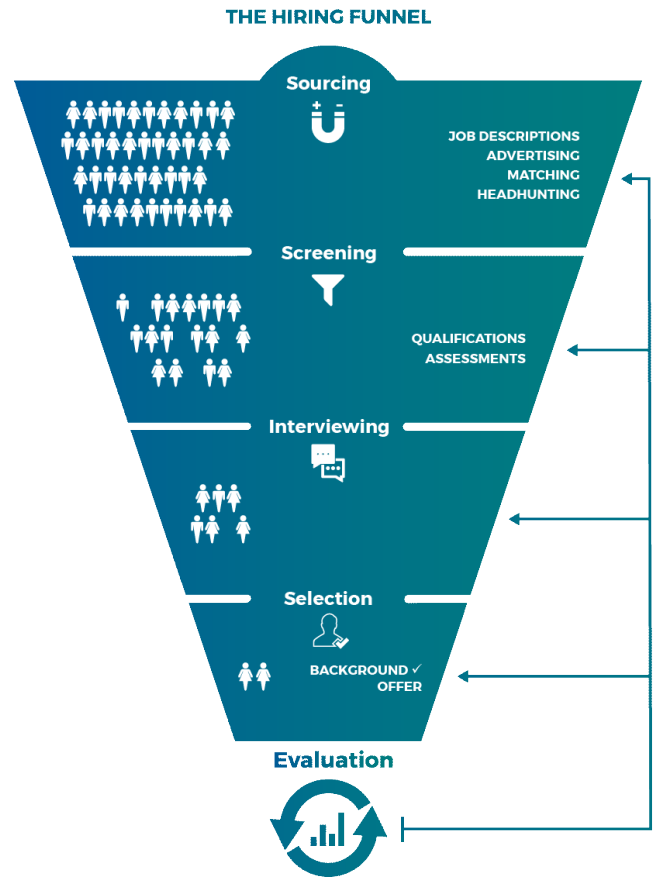 THE HIRING FUNNEL
Sourcing
+ -
JOB DESCRIPTIONS
ADVERTISING
MATCHING
HEADHUNTING
Screening
QUALIFICATIONS
ASSESSMENTS
Interviewing
Selection
BACKGROUND ✓
OFFER
Evaluation